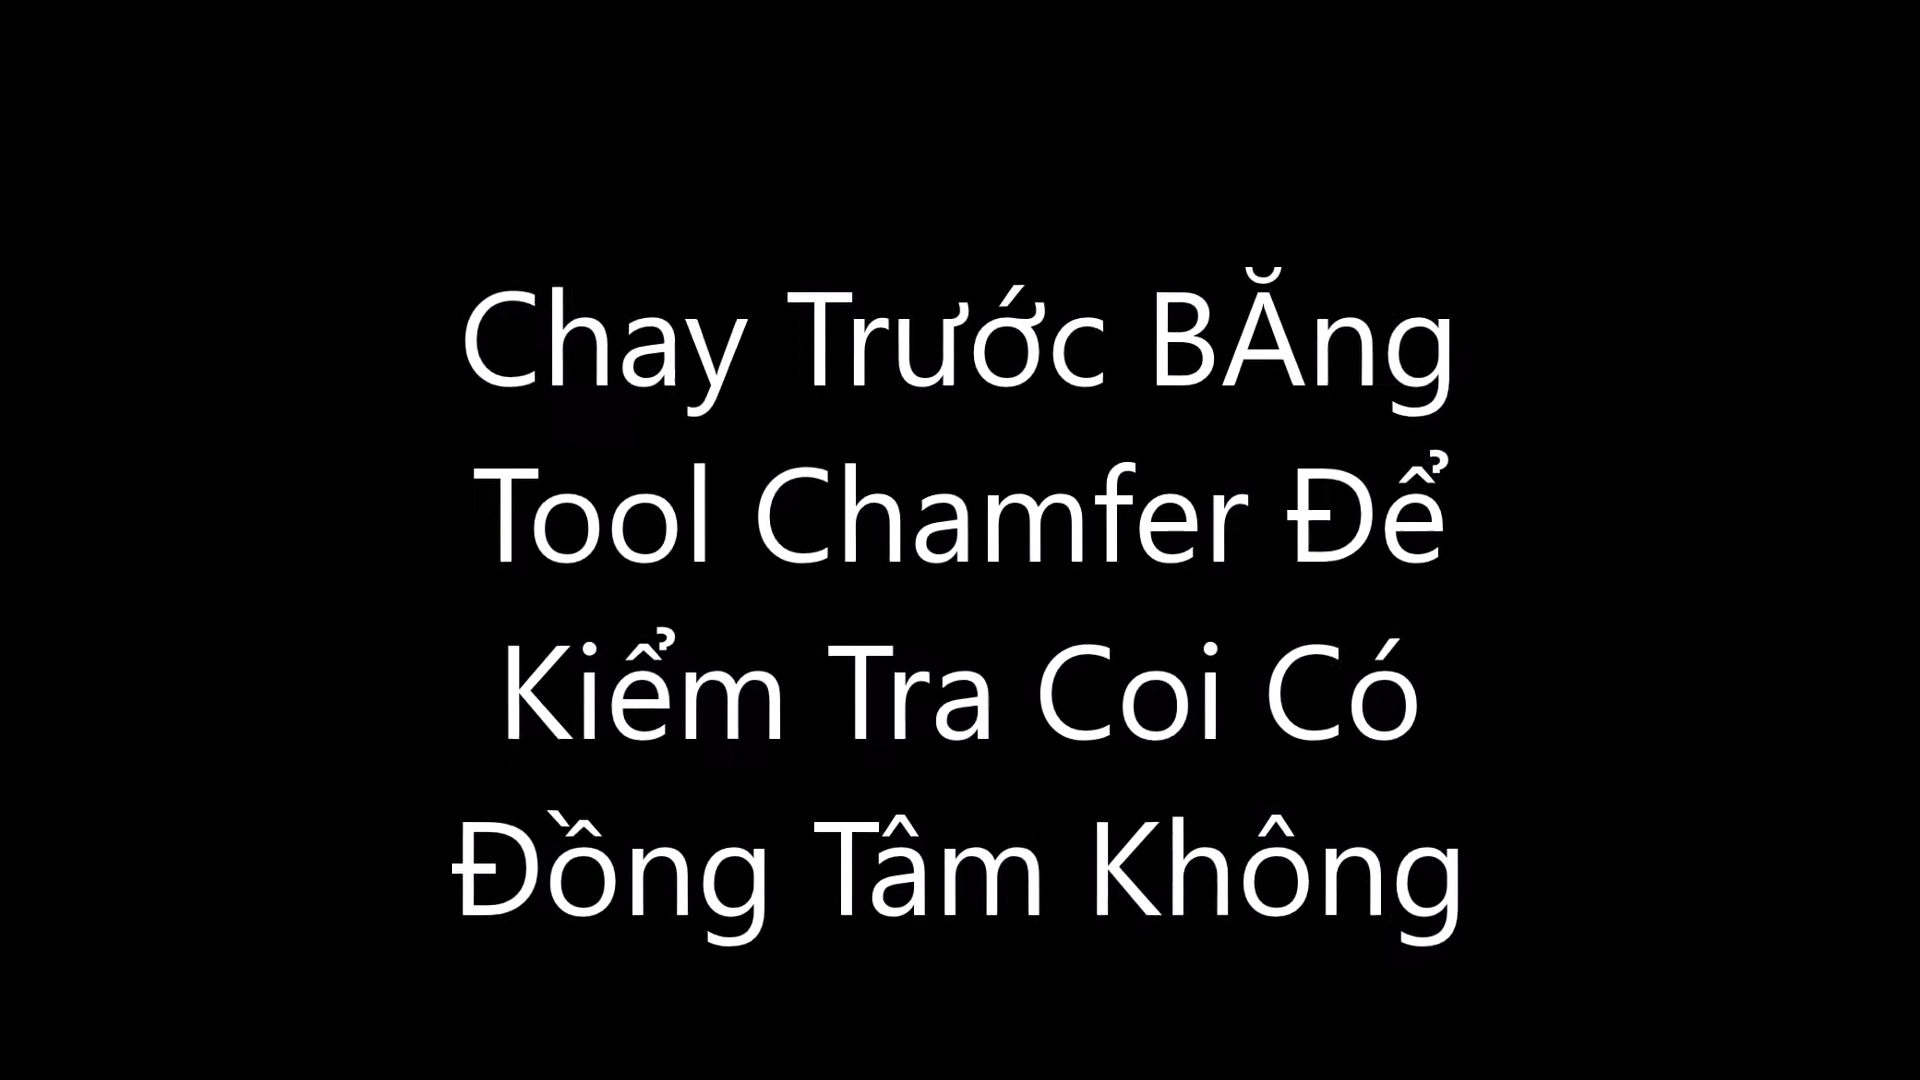 Chay Trước BĂng
Tool Chamfer Để
Kiểm Tra Coi Có
Đồng Tâm Không